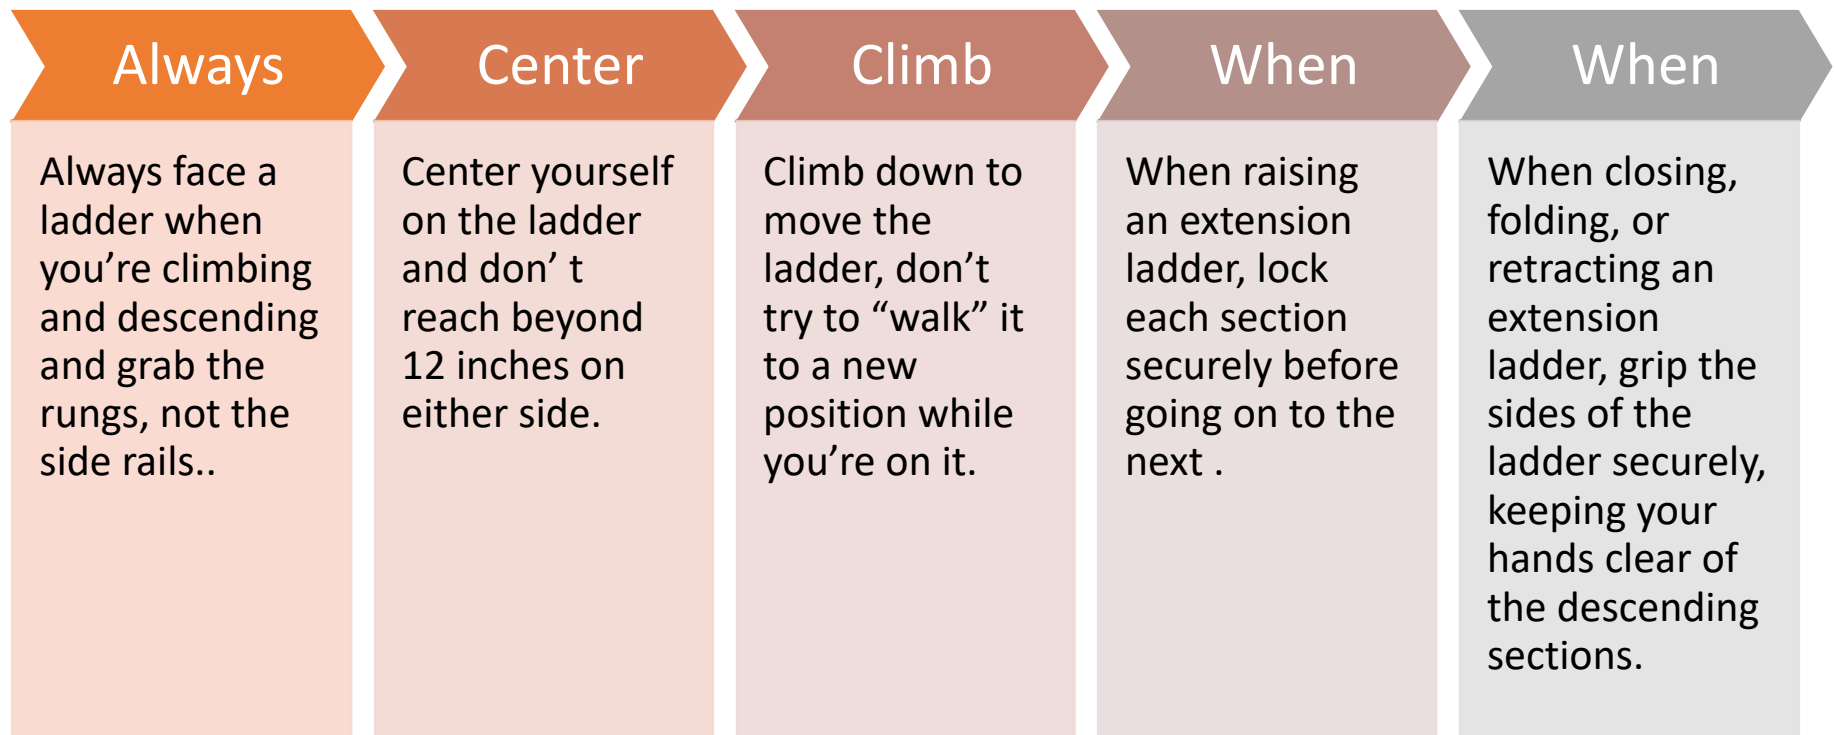 Always
Center
Climb
When
When
Always face a
ladder when
you’re climbing
and descending
and grab the
rungs, not the
side rails..
Center yourself
on the ladder
and don’ t
reach beyond
12 inches on
either side.
Climb down to
move the
ladder, don’t
try to “walk” it
to a new
position while
you’re on it.
When raising
an extension
ladder, lock
each section
securely before
going on to the
next .
When closing,
folding, or
retracting an
extension
ladder, grip the
sides of the
ladder securely,
keeping your
hands clear of
the descending
sections.